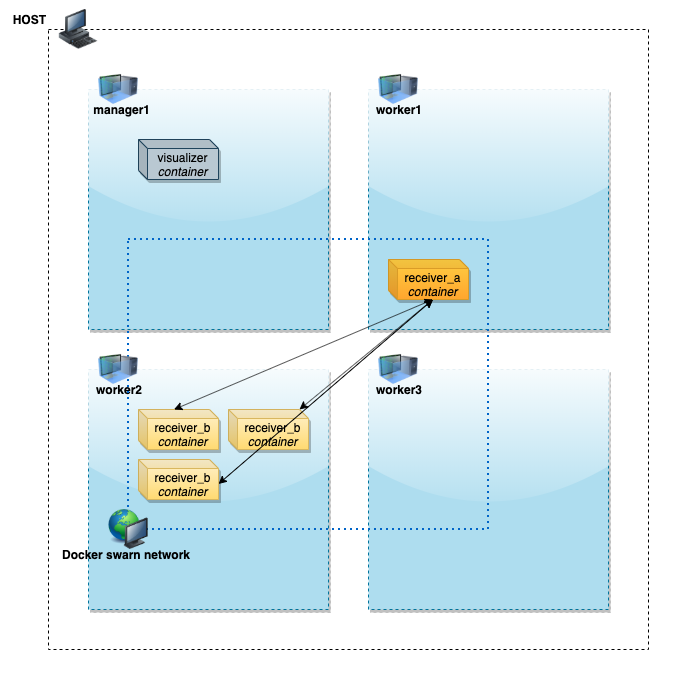 HOST
manager1
worker1
visualizer
container
receiver_a
container
worker2
worker3
receiver_b
container
receiver_b
container
receiver_b
container
Docker swarn network